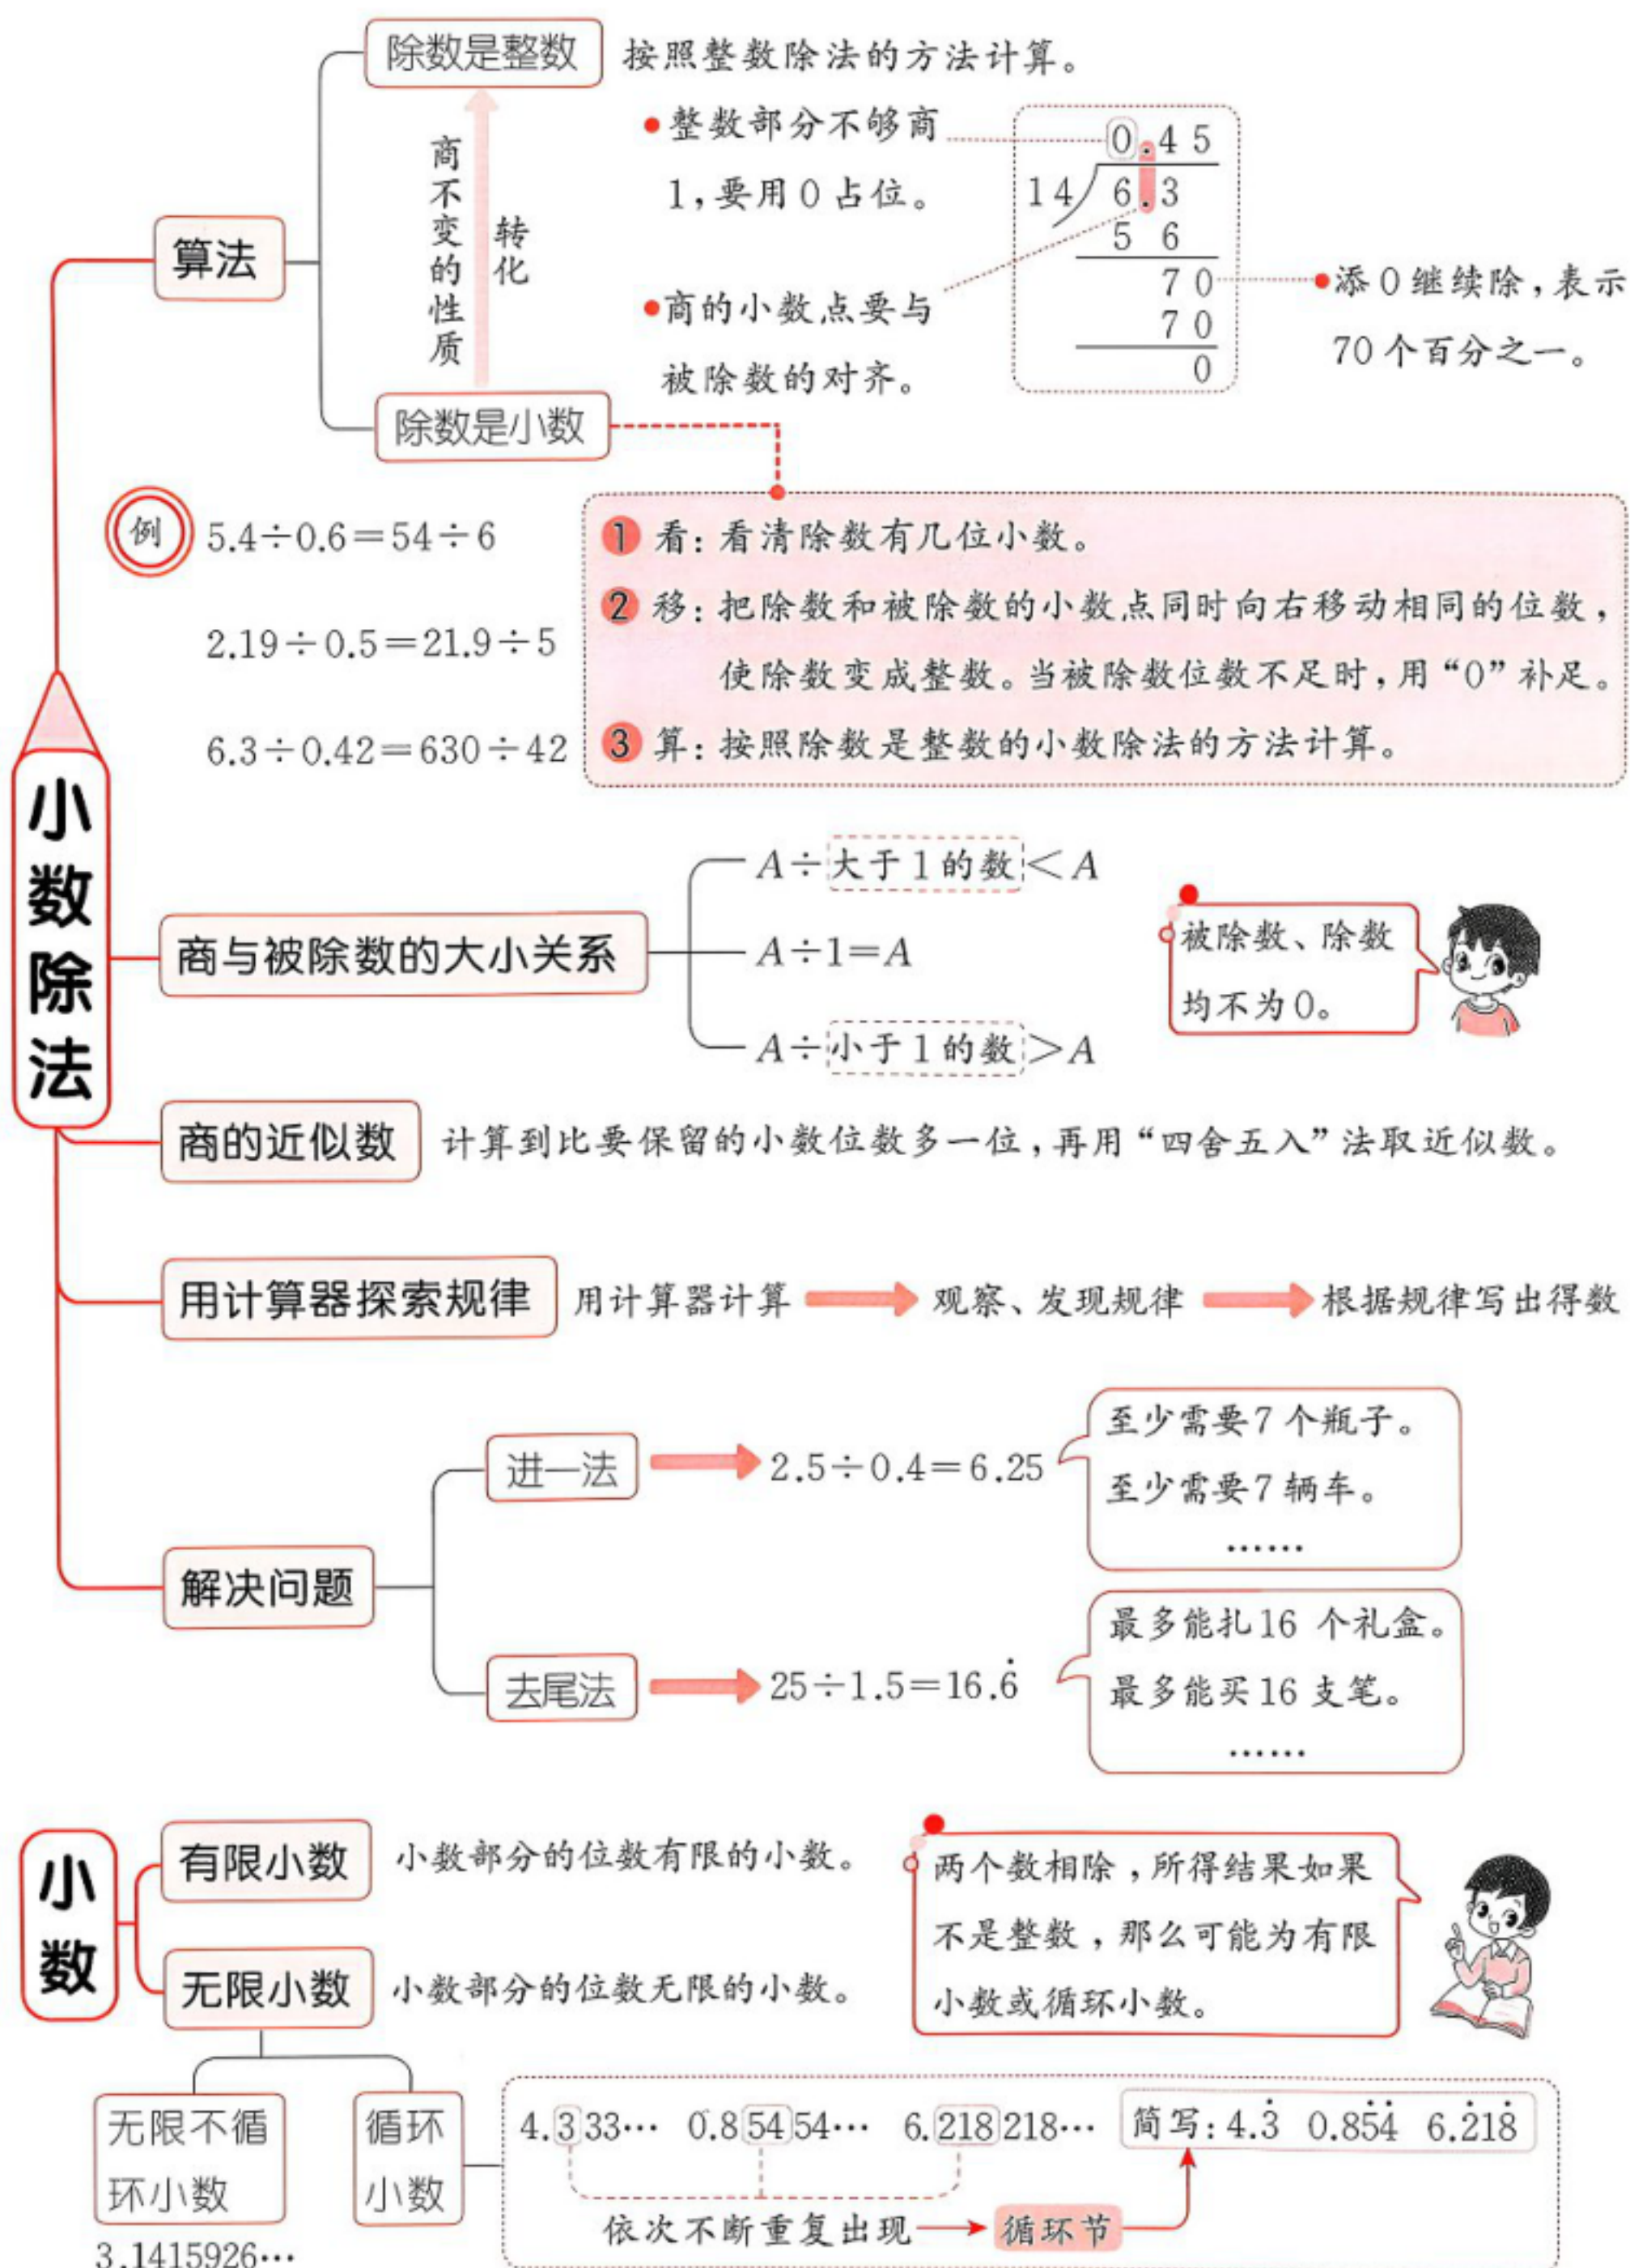 小数除法
算法
除数是整数
按照整数除法的方法计算。
商不变的性质
转化
整数部分不够商
1,要用0占位。
商的小数点要与
被除数的对齐。
0.45
14 6.3
5 6
7 0
7 0
0
添0继续除,表示
70个百分之一。
除数是小数
例
5.4÷0.6=54÷6
2.19÷0.5=21.9÷5
6.3÷0.42=630÷42
1 看:看清除数有几位小数。
2 移:把除数和被除数的小数点同时向右移动相同的位数,
使除数变成整数。当被除数位数不足时,用“0”补足。
3 算:按照除数是整数的小数除法的方法计算。
商与被除数的大小关系
A÷大于1的数<A
A÷1=A
A÷小于1的数>A
被除数、除数
均不为0。
商的近似数
计算到比要保留的小数位数多一位,再用“四舍五入”法取近似数。
用计算器探索规律
用计算器计算
观察、发现规律
根据规律写出得数
解决问题
进一法
2.5÷0.4=6.25
至少需要7个瓶子。
至少需要7辆车。
……
去尾法
25÷1.5=16.6̇
最多能扎16 个礼盒。
最多能买16支笔。
……
小数
有限小数
小数部分的位数有限的小数。
无限小数
小数部分的位数无限的小数。
两个数相除,所得结果如果
不是整数,那么可能为有限
小数或循环小数。
无限不循
环小数
3.1415926…
循环
小数
4.333… 0.85454… 6.218218…
简写:4.3̇ 0.85̇4̇ 6.2̇18̇
依次不断重复出现
循环节